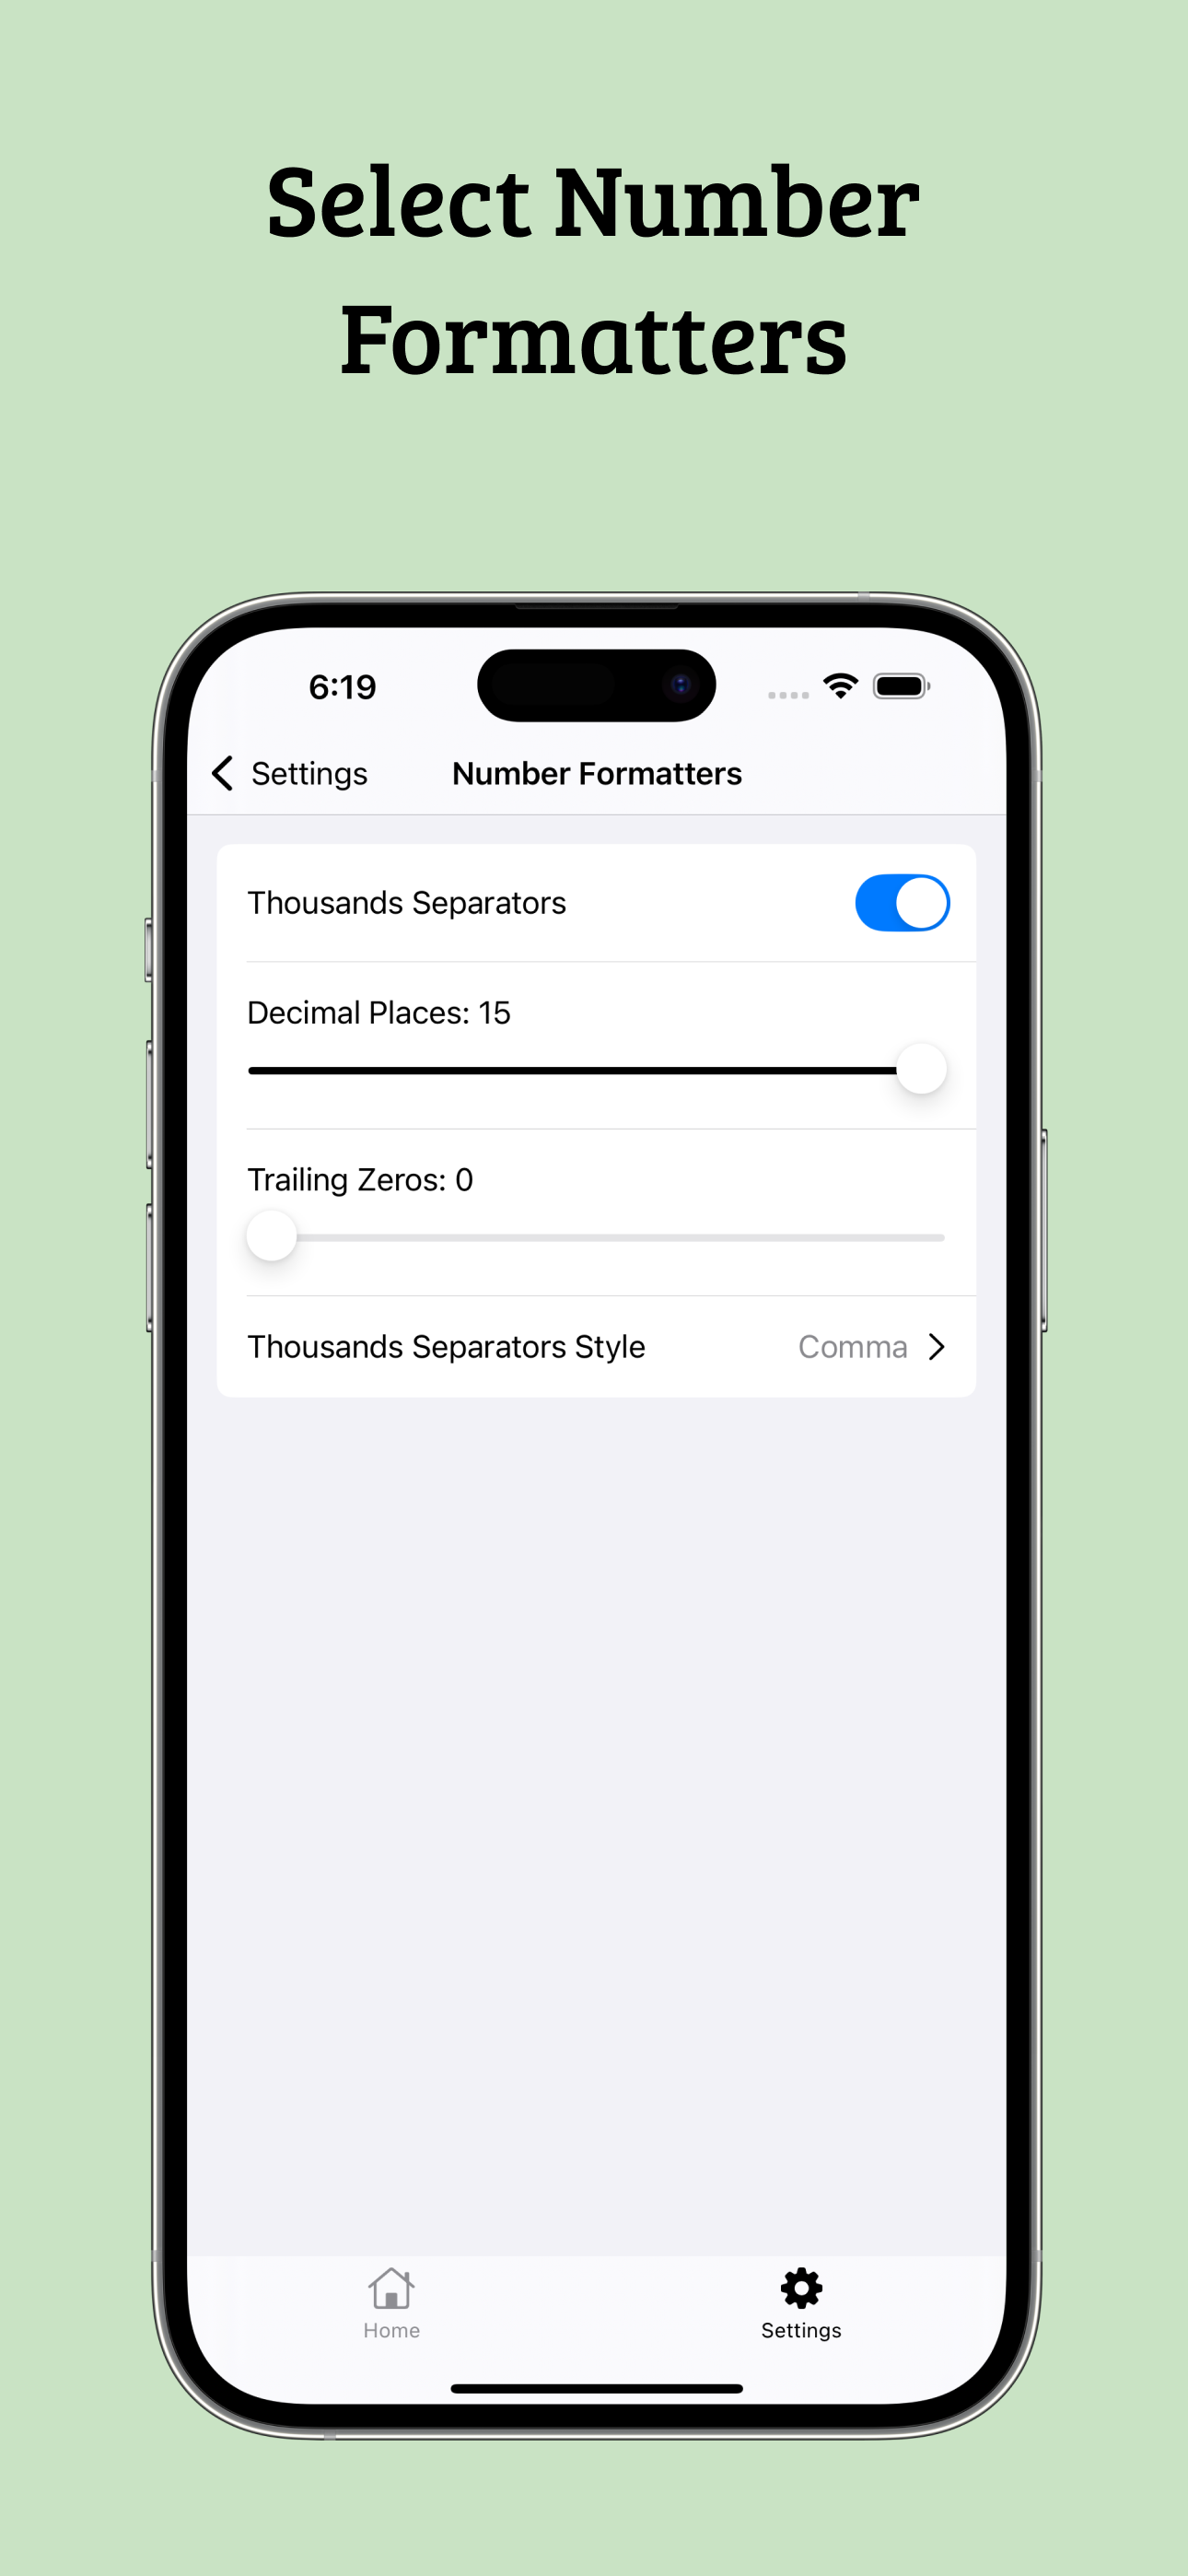 Select Number
Formatters
6:19
Settings
Number Formatters
Thousands Separators
Decimal Places: 15
Trailing Zeros: 0
Thousands Separators Style
Comma
Home
Settings